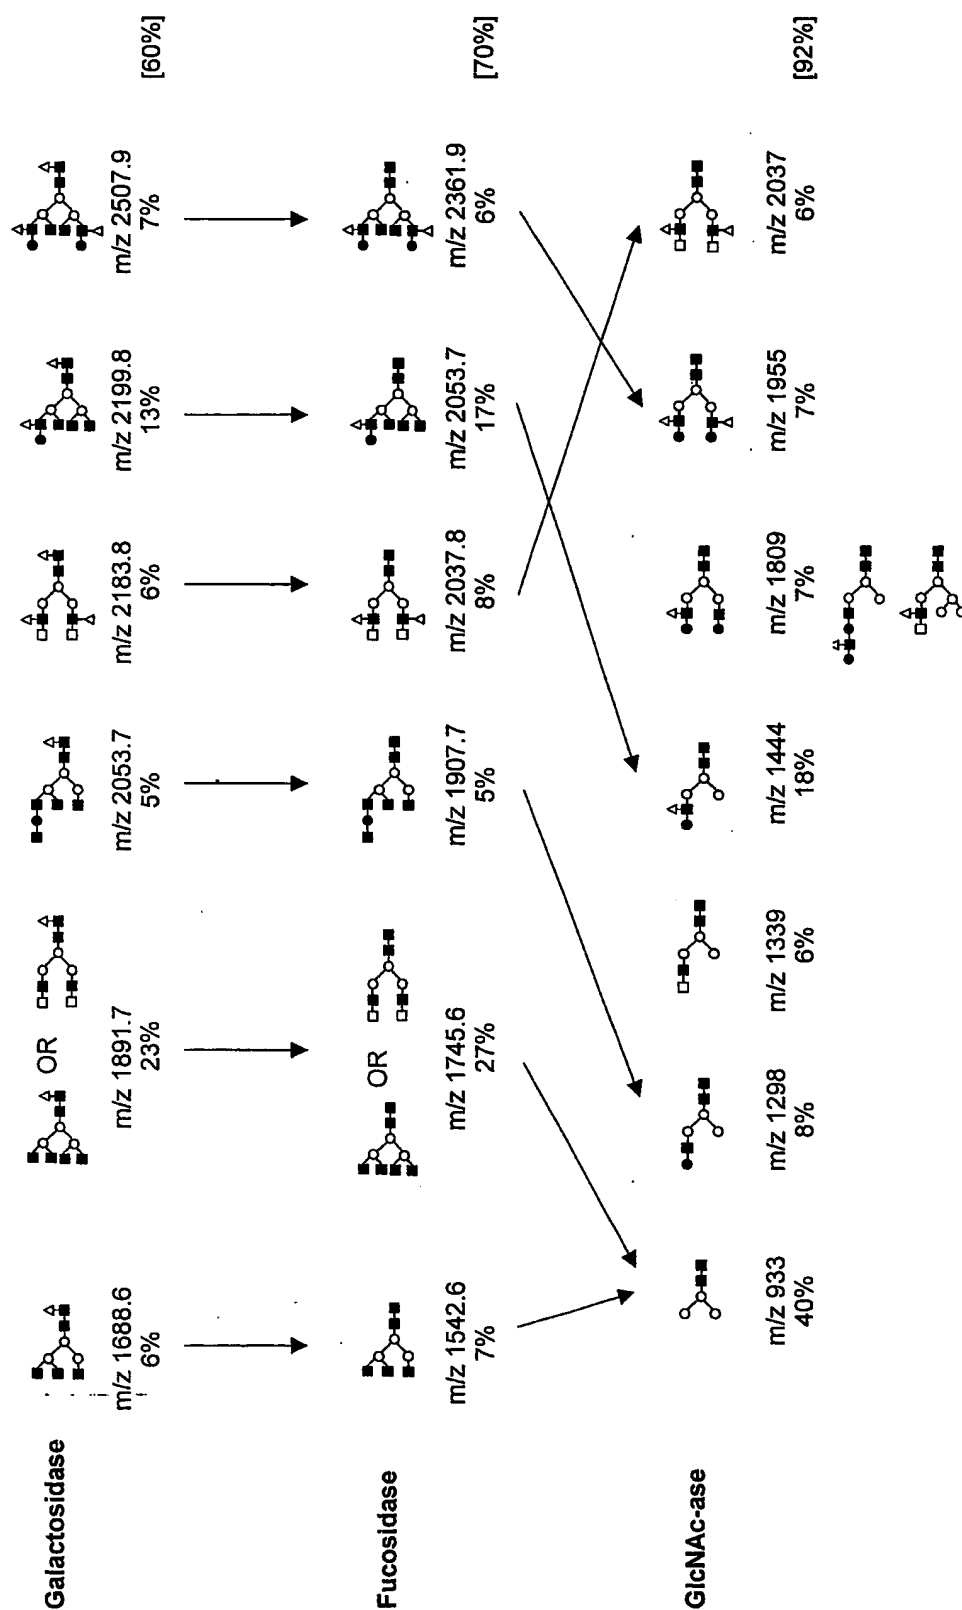 Galactosidase
OR
m/z 1688.6
6%
m/z 1891.7
23%
m/z 2053.7
5%
m/z 2183.8
6%
m/z 2199.8
13%
m/z 2507.9
7%
[60%]
Fucosidase
OR
m/z 1542.6
7%
m/z 1745.6
27%
m/z 1907.7
5%
m/z 2037.8
8%
m/z 2053.7
17%
m/z 2361.9
6%
[70%]
GlcNAc-ase
m/z 933
40%
m/z 1298
8%
m/z 1339
6%
m/z 1444
18%
m/z 1809
7%
m/z 1955
7%
m/z 2037
6%
[92%]